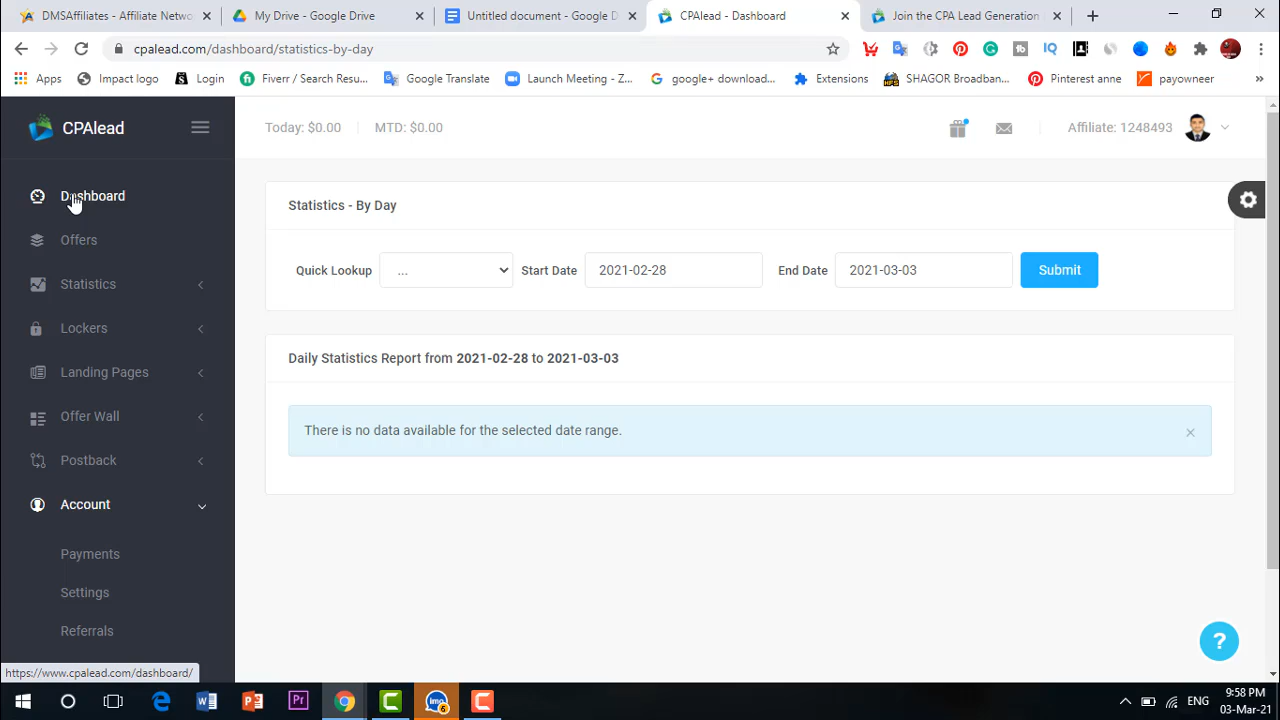 DMSAffiliates - Affiliate Netwo
My Drive - Google Drive
Untitled document - Google D
CPAlead - Dashboard
Join the CPA Lead Generation
cpalead.com/dashboard/statistics-by-day
Apps
Impact logo
Login
Fiverr / Search Resu...
Google Translate
Launch Meeting - Z...
google+ download...
Extensions
SHAGOR Broadban...
Pinterest anne
payowneer
»
CPAlead
Today: $0.00
MTD: $0.00
Affiliate: 1248493
Dashboard
Offers
Statistics
Lockers
Landing Pages
Offer Wall
Postback
Account
Payments
Settings
Referrals
Statistics - By Day
Quick Lookup
...
Start Date
2021-02-28
End Date
2021-03-03
Submit
Daily Statistics Report from 2021-02-28 to 2021-03-03
There is no data available for the selected date range.
×
?
https://www.cpalead.com/dashboard/
ENG
9:58 PM
03-Mar-21